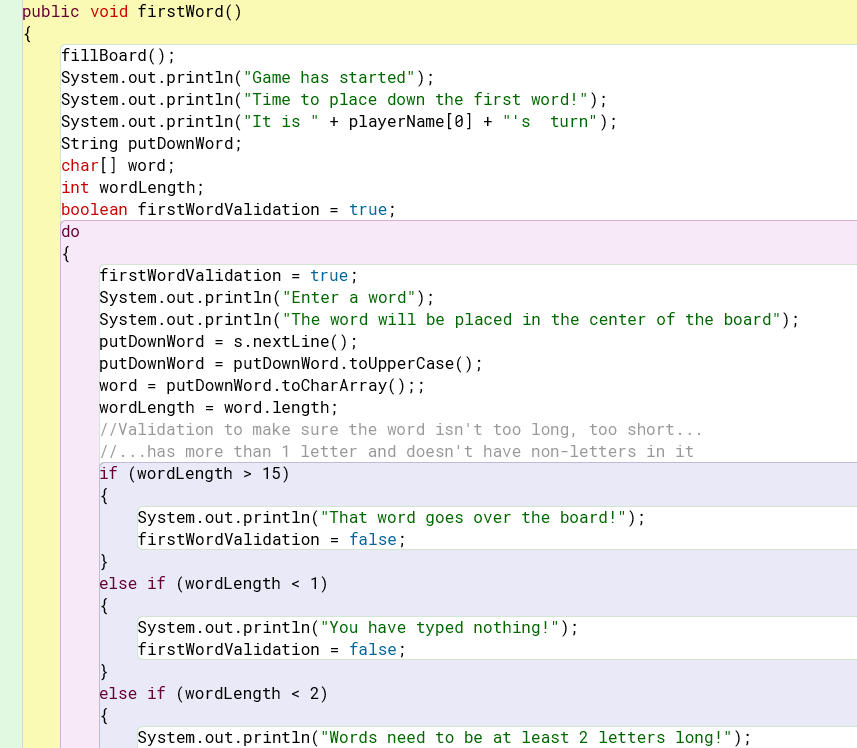 public void firstWord()
{
fillBoard();
System.out.println("Game has started");
System.out.println("Time to place down the first word!");
System.out.println("It is " + playerName[0] + "'s  turn");
String putDownWord;
char[] word;
int wordLength;
boolean firstWordValidation = true;
do
{
firstWordValidation = true;
System.out.println("Enter a word");
System.out.println("The word will be placed in the center of the board");
putDownWord = s.nextLine();
putDownWord = putDownWord.toUpperCase();
word = putDownWord.toCharArray();;
wordLength = word.length;
//Validation to make sure the word isn't too long, too short...
//...has more than 1 letter and doesn't have non-letters in it
if (wordLength > 15)
{
System.out.println("That word goes over the board!");
firstWordValidation = false;
}
else if (wordLength < 1)
{
System.out.println("You have typed nothing!");
firstWordValidation = false;
}
else if (wordLength < 2)
{
System.out.println("Words need to be at least 2 letters long!");